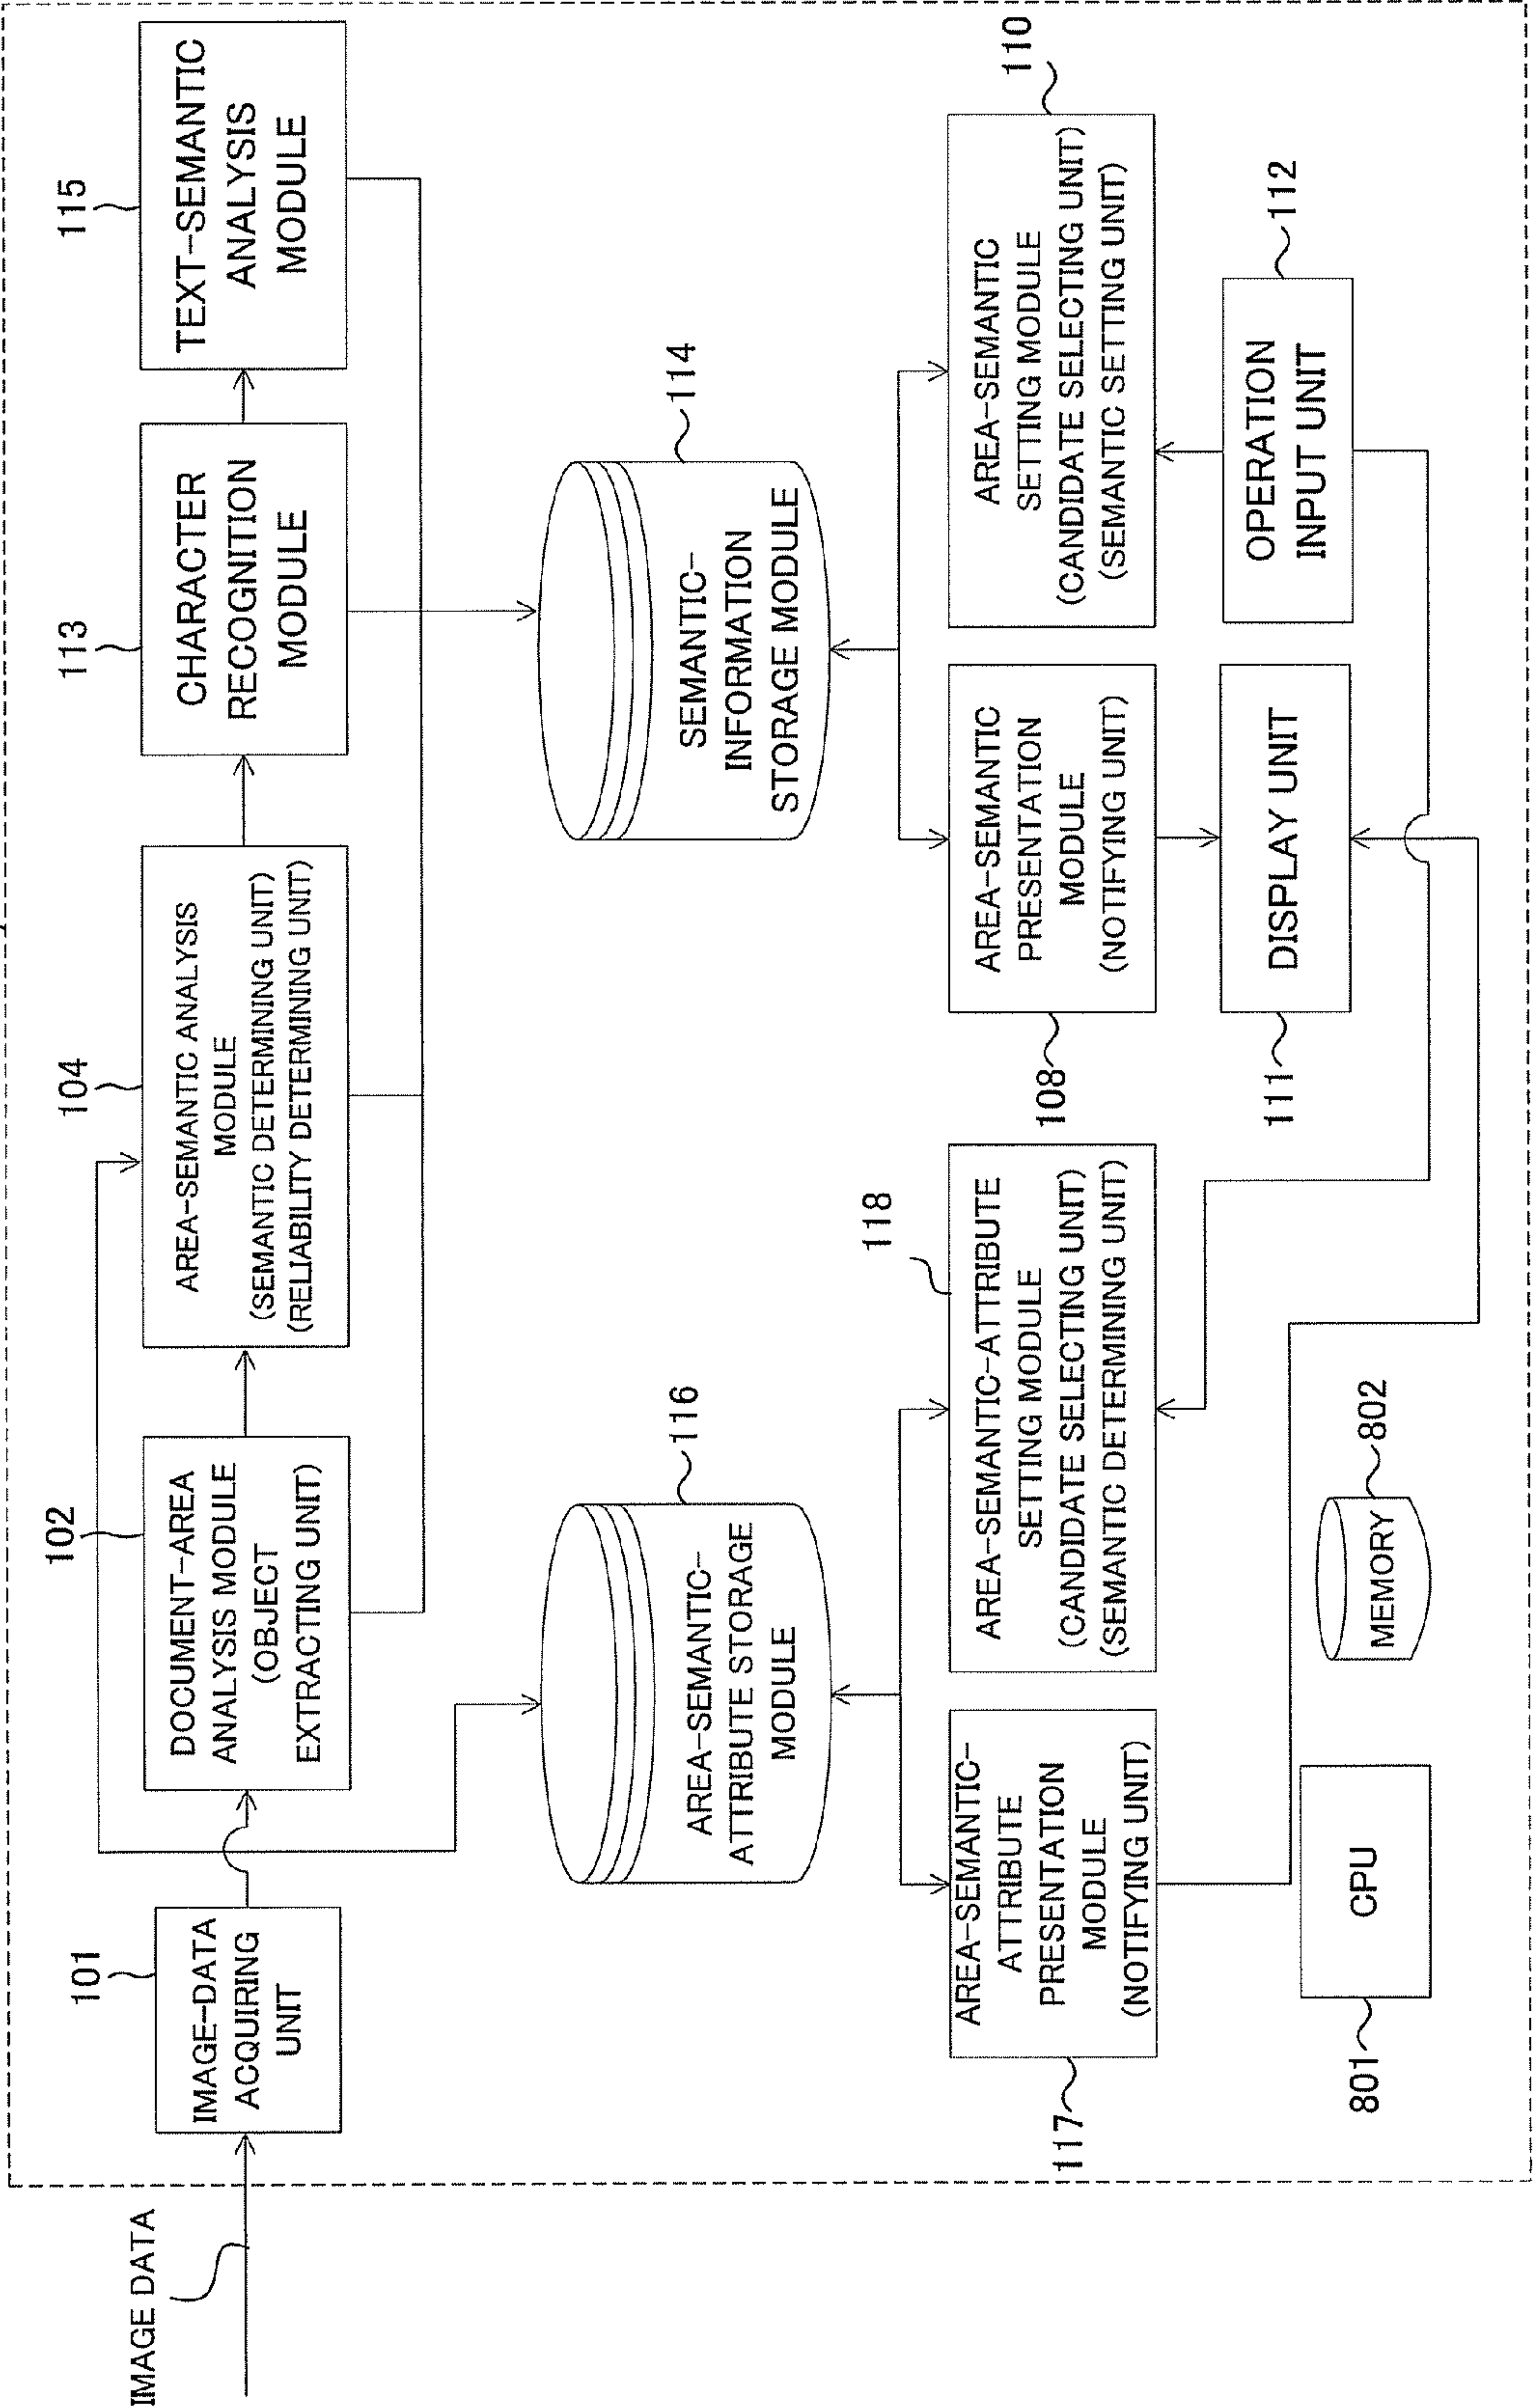 IMAGE DATA
101
IMAGE-DATA
ACQUIRING
UNIT
102
DOCUMENT-AREA
ANALYSIS MODULE
(OBJECT
EXTRACTING UNIT)
104
AREA-SEMANTIC ANALYSIS
MODULE
(SEMANTIC DETERMINING UNIT)
(RELIABILITY DETERMINING UNIT)
113
CHARACTER
RECOGNITION
MODULE
115
TEXT-SEMANTIC
ANALYSIS
MODULE
116
AREA-SEMANTIC-
ATTRIBUTE STORAGE
MODULE
114
SEMANTIC-
INFORMATION
STORAGE MODULE
117
AREA-SEMANTIC-
ATTRIBUTE
PRESENTATION
MODULE
(NOTIFYING UNIT)
118
AREA-SEMANTIC-ATTRIBUTE
SETTING MODULE
(CANDIDATE SELECTING UNIT)
(SEMANTIC DETERMINING UNIT)
108
AREA-SEMANTIC
PRESENTATION
MODULE
(NOTIFYING UNIT)
110
AREA-SEMANTIC
SETTING MODULE
(CANDIDATE SELECTING UNIT)
(SEMANTIC SETTING UNIT)
801
CPU
802
MEMORY
111
DISPLAY UNIT
112
OPERATION
INPUT UNIT